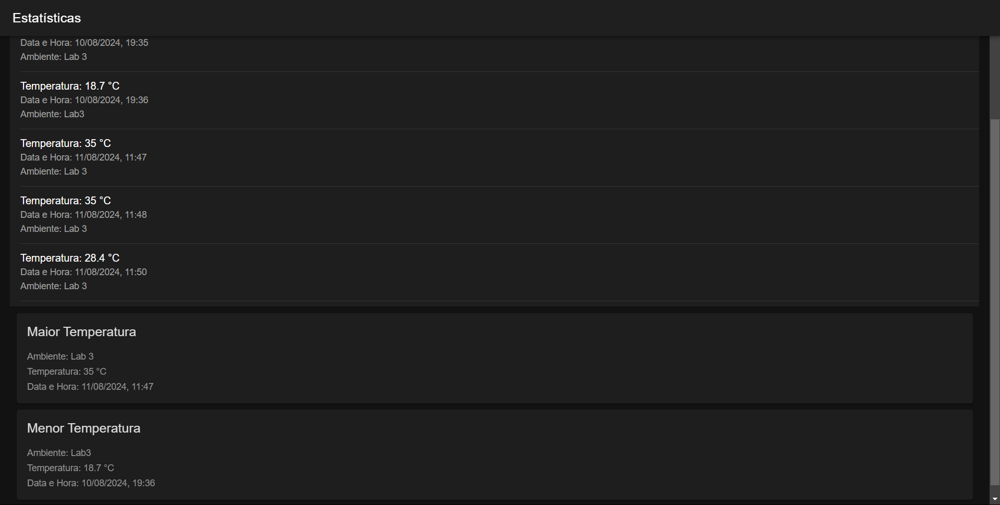 Estatísticas
Data e Hora: 10/08/2024, 19:35
Ambiente: Lab 3
Temperatura: 18.7 °C
Data e Hora: 10/08/2024, 19:36
Ambiente: Lab3
Temperatura: 35 °C
Data e Hora: 11/08/2024, 11:47
Ambiente: Lab 3
Temperatura: 35 °C
Data e Hora: 11/08/2024, 11:48
Ambiente: Lab 3
Temperatura: 28.4 °C
Data e Hora: 11/08/2024, 11:50
Ambiente: Lab 3
Maior Temperatura
Ambiente: Lab 3
Temperatura: 35 °C
Data e Hora: 11/08/2024, 11:47
Menor Temperatura
Ambiente: Lab3
Temperatura: 18.7 °C
Data e Hora: 10/08/2024, 19:36